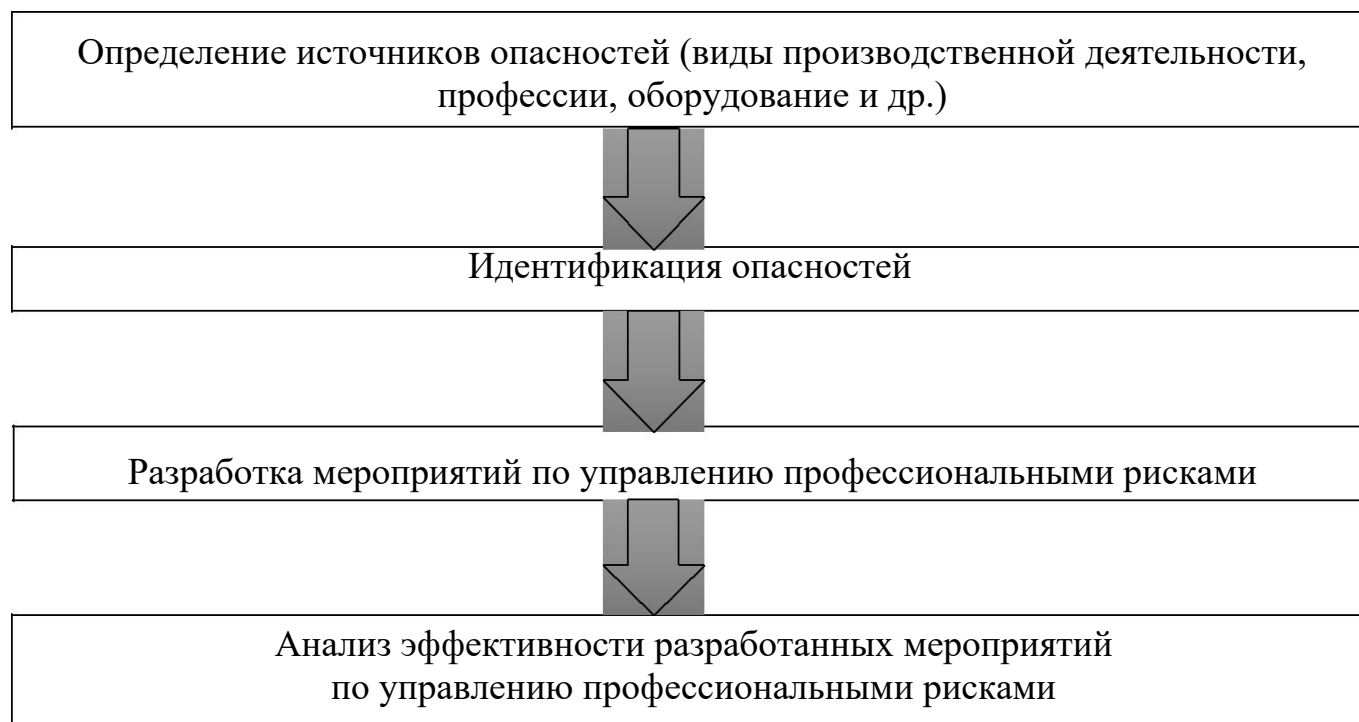 Определение источников опасностей (виды производственной деятельности,
профессии, оборудование и др.)
Идентификация опасностей
Разработка мероприятий по управлению профессиональными рисками
Анализ эффективности разработанных мероприятий
по управлению профессиональными рисками